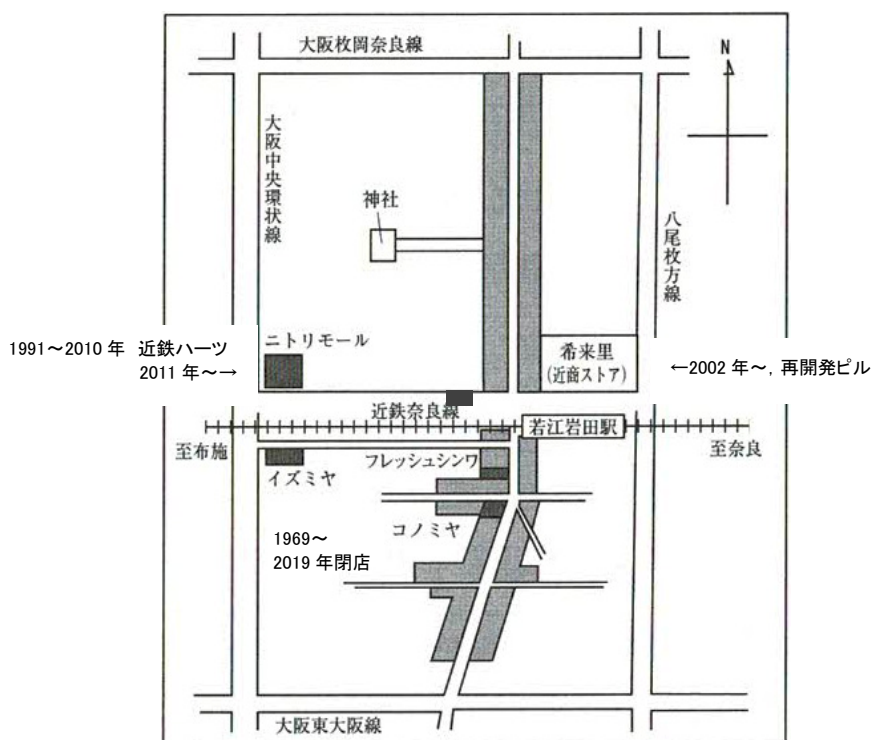 大阪枚岡奈良線
N
大阪中央環状線
神社
八尾枚方線
1991～2010 年 近鉄ハーツ
2011 年～→
ニトリモール
希来里
(近商ストア)
←2002 年～，再開発ビル
近鉄奈良線
若江岩田駅
至布施
至奈良
フレッシュシンワ
イズミヤ
コノミヤ
1969～
2019 年閉店
大阪東大阪線